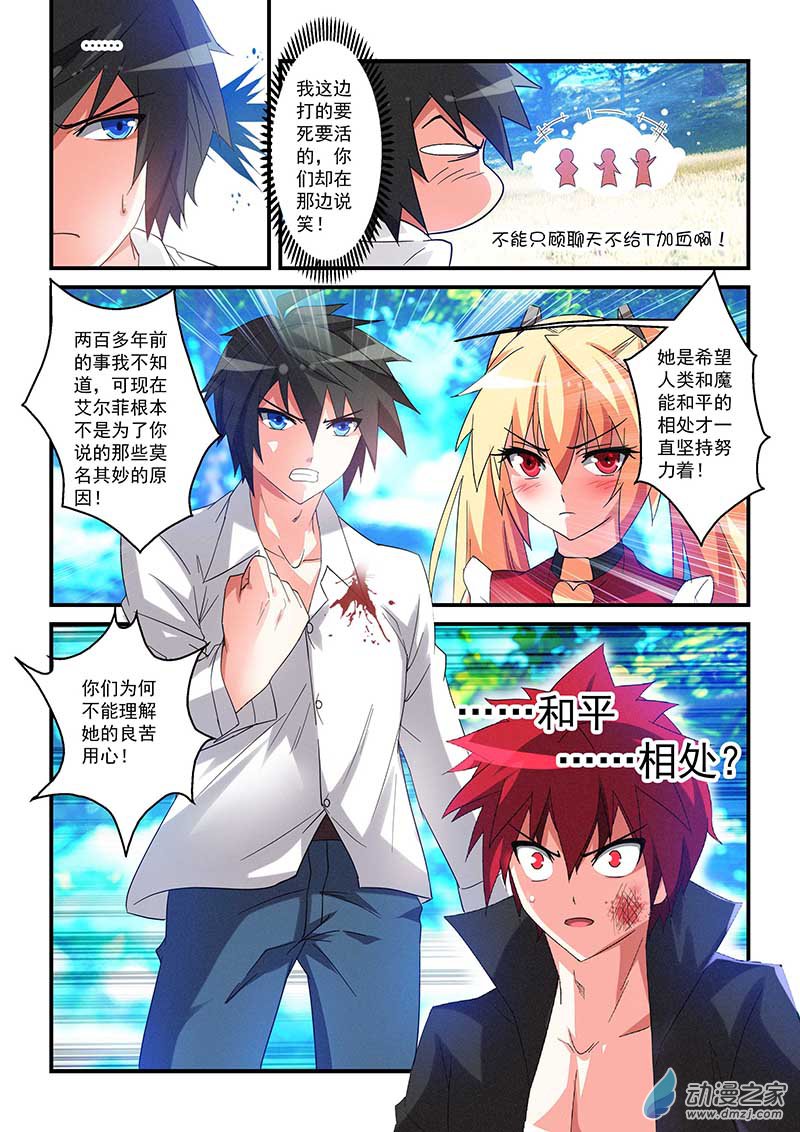 ……
我这边
打的要
死要活
的，你
们却在
那边说
笑！
不能只顾聊天不给T加血啊！
两百多年前
的事我不知
道，可现在
艾尔菲根本
不是为了你
说的那些莫
名其妙的原
因！
她是希望
人类和魔
能和平的
相处才一
直坚持努
力着！
你们为何
不能理解
她的良苦
用心！
……和平
……相处？
动漫之家
www.dmzj.com